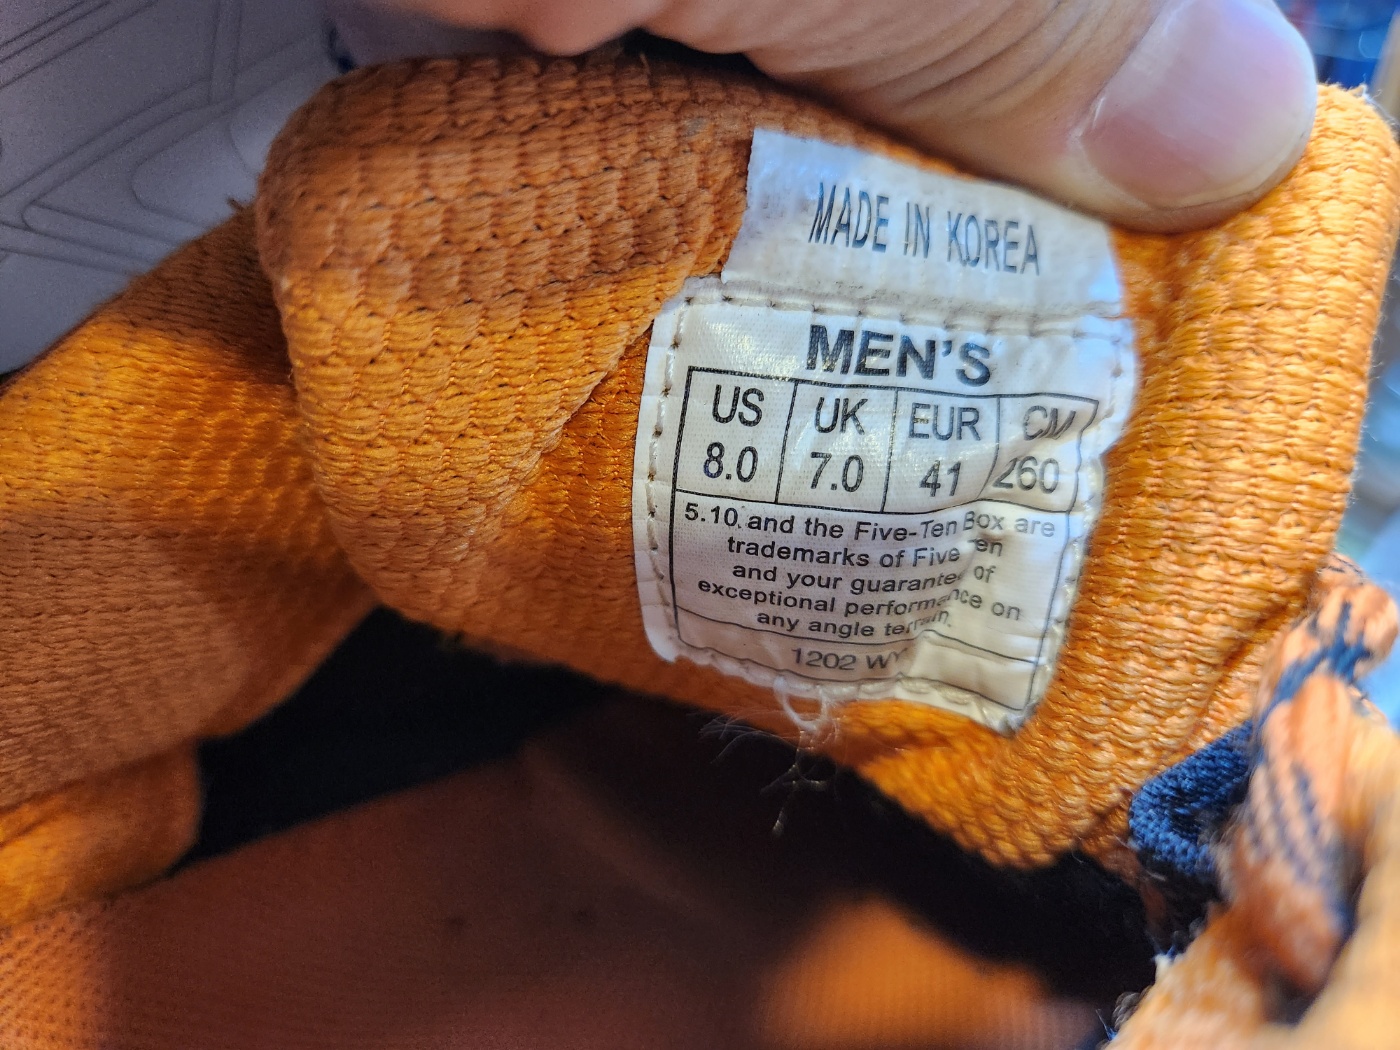 MADE IN KOREA
MEN'S
US UK EUR CM
8.0 7.0 41 260
5.10. and the Five-Ten Box are
trademarks of Five Ten
and your guarantee of
exceptional performance on
any angle terrain.
1202 WY